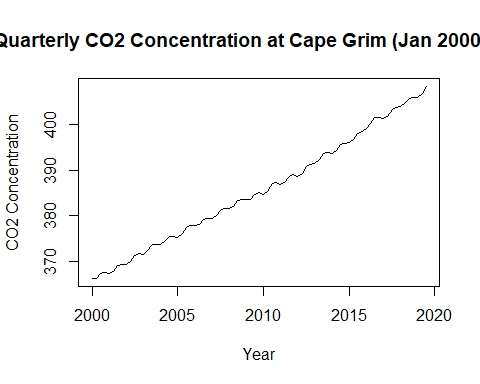 Quarterly CO2 Concentration at Cape Grim (Jan 2000
CO2 Concentration
400
390
380
370
2000 2005 2010 2015 2020
Year